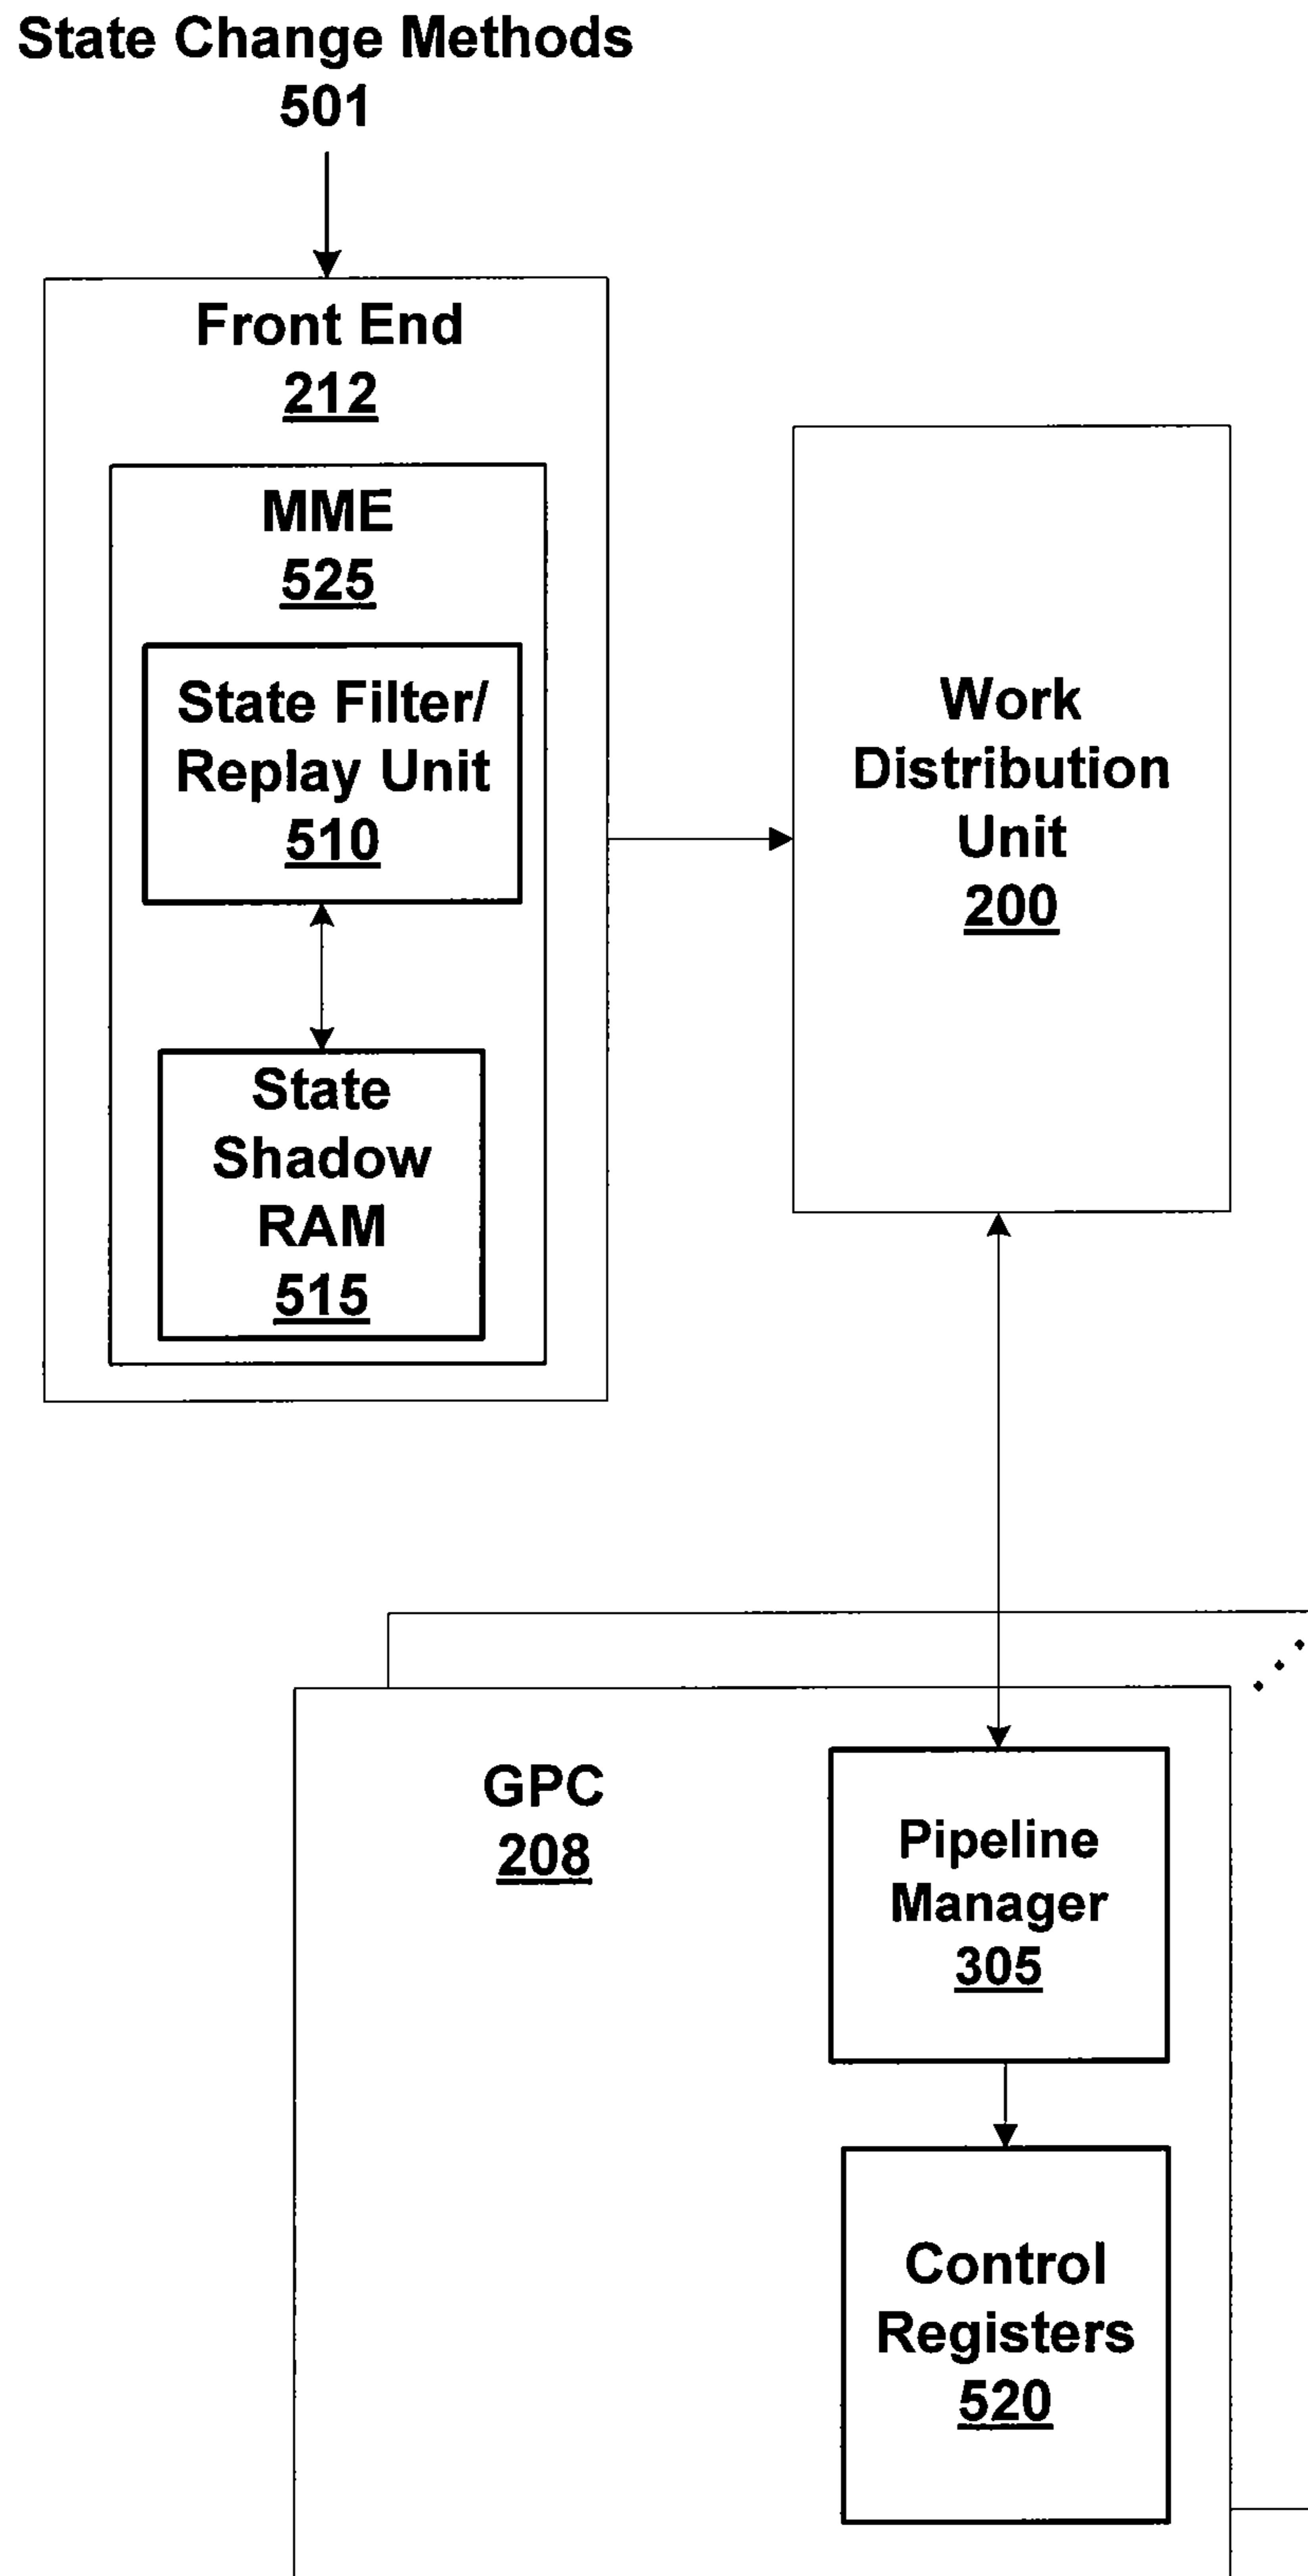 State Change Methods
501
Front End
212
MME
525
State Filter/
Replay Unit
510
State
Shadow
RAM
515
Work
Distribution
Unit
200
GPC
208
Pipeline
Manager
305
Control
Registers
520